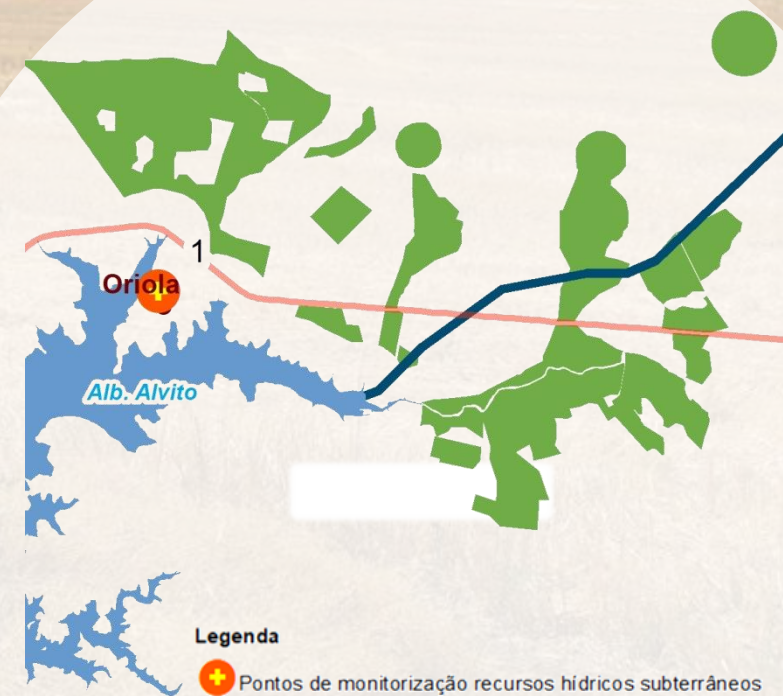 1
Oriola
Alb. Alvito
Legenda
Pontos de monitorização recursos hídricos subterrâneos